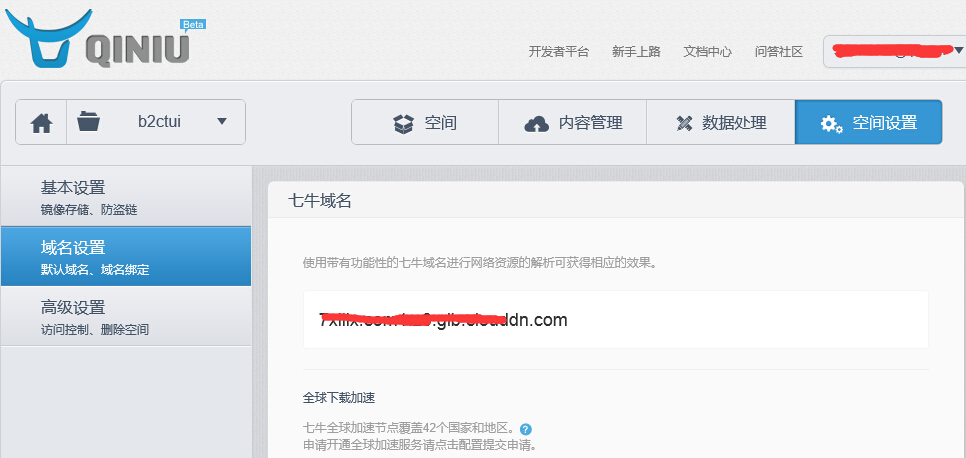 Beta
QINIU
开发者平台 新手上路 文档中心 问答社区
b2ctui
空间 内容管理 数据处理 空间设置
基本设置
镜像存储、防盗链
域名设置
默认域名、域名绑定
高级设置
访问控制、删除空间
七牛域名
使用带有功能性的七牛域名进行网络资源的解析可获得相应的效果。
.glb.clouddn.com
全球下载加速
七牛全球加速节点覆盖42个国家和地区。
申请开通全球加速服务请点击配置提交申请。